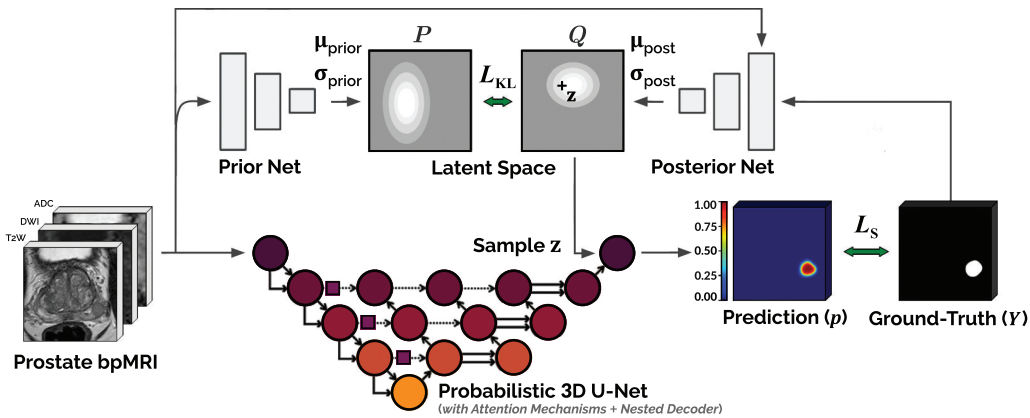 μprior
σprior
P
LKL
Q
+z
μpost
σpost
Prior Net
Latent Space
Posterior Net
ADC
DWI
T2W
Sample z
1.00
0.75
0.50
0.25
0.00
LS
Prediction (p)
Ground-Truth (Y)
Prostate bpMRI
Probabilistic 3D U-Net
(with Attention Mechanisms + Nested Decoder)